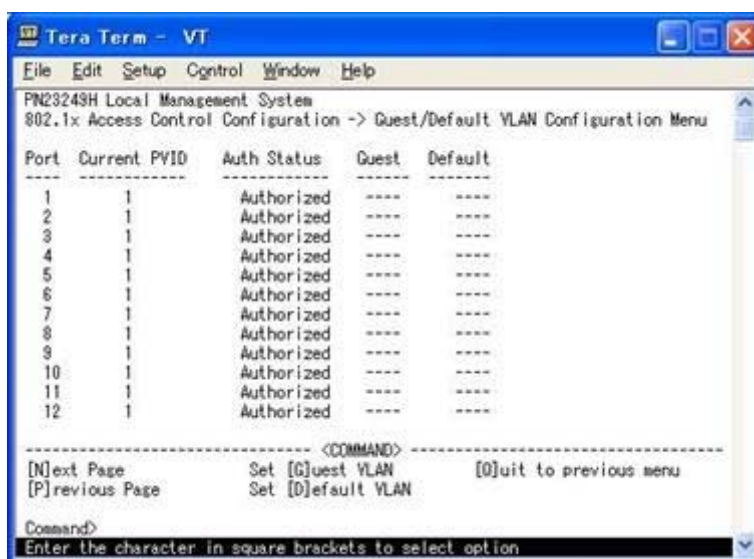 Tera Term - VT
File Edit Setup Control Window Help
PN23249H Local Management System
802.1x Access Control Configuration -> Guest/Default VLAN Configuration Menu
Port Current PVID Auth Status Guest Default
---- ------------ ------------- ------ -------
1 1 Authorized ---- ----
2 1 Authorized ---- ----
3 1 Authorized ---- ----
4 1 Authorized ---- ----
5 1 Authorized ---- ----
6 1 Authorized ---- ----
7 1 Authorized ---- ----
8 1 Authorized ---- ----
9 1 Authorized ---- ----
10 1 Authorized ---- ----
11 1 Authorized ---- ----
12 1 Authorized ---- ----
-------------------------------- <COMMAND> -----------------------------------
[N]ext Page Set [G]uest VLAN [Q]uit to previous menu
[P]revious Page Set [D]efault VLAN
Command>
Enter the character in square brackets to select option